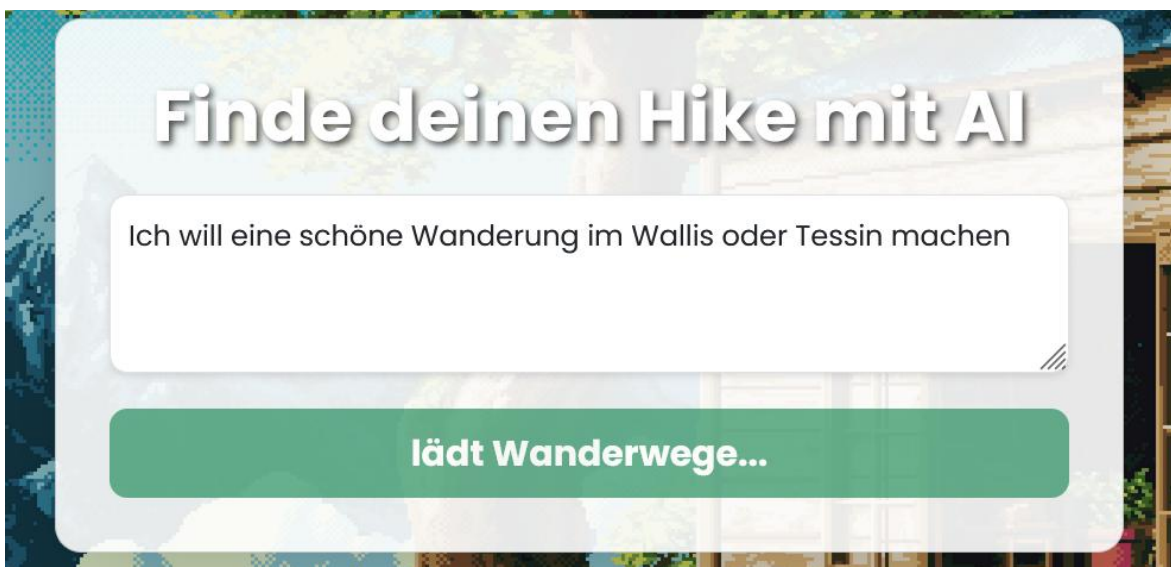 Finde deinen Hike mit AI
Ich will eine schöne Wanderung im Wallis oder Tessin machen
lädt Wanderwege...